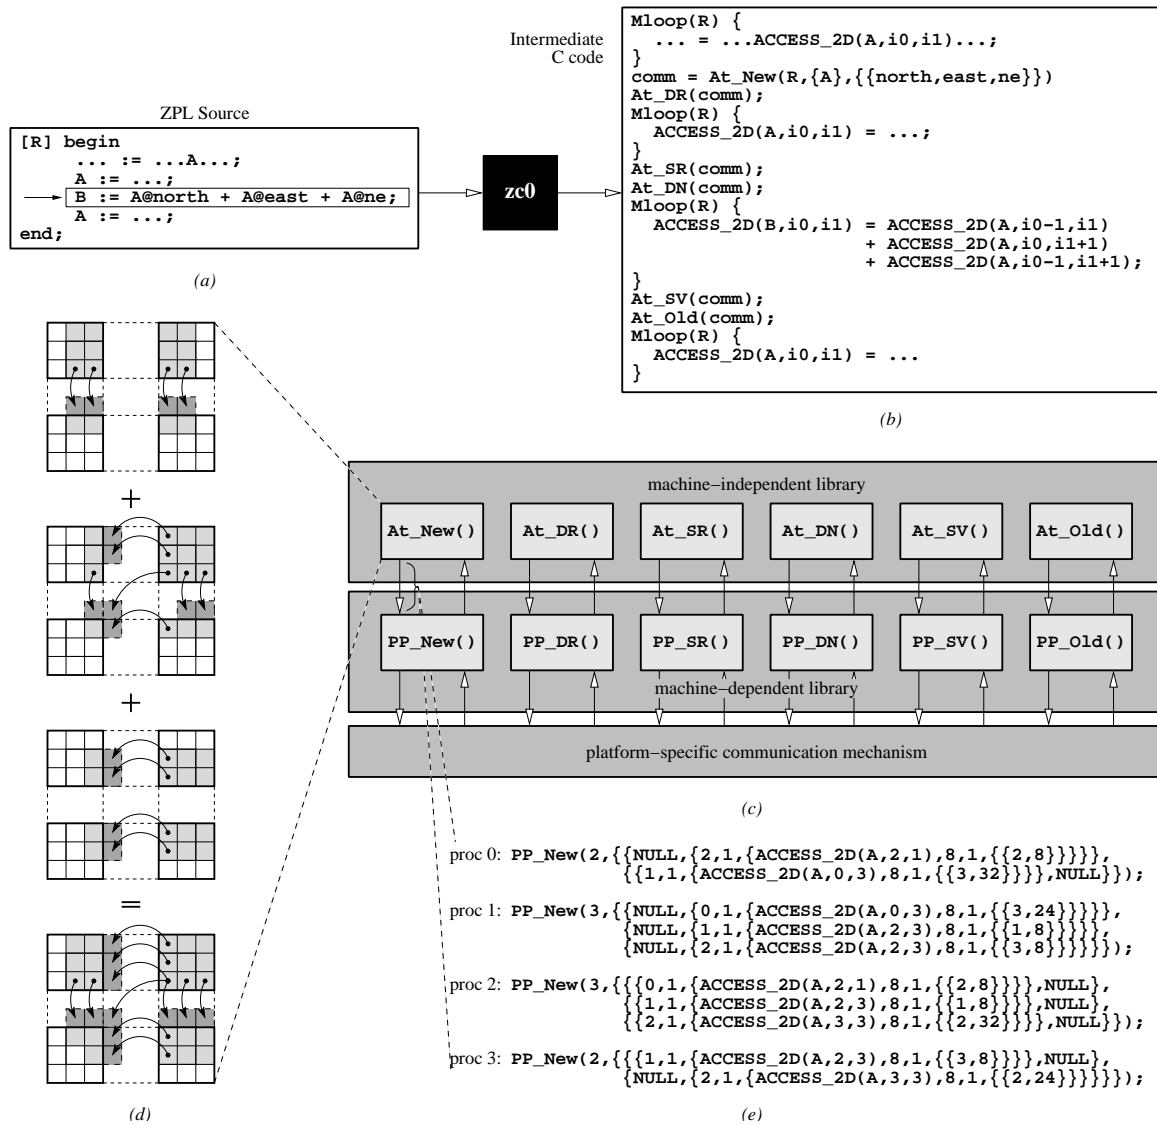 ZPL Source
[R] begin
... := ...A...;
A := ...;
B := A@north + A@east + A@ne;
A := ...;
end;
(a)
zc0
Intermediate
C code
Mloop(R) {
... = ...ACCESS_2D(A,i0,i1)...;
}
comm = At_New(R,{A},{{north,east,ne}})
At_DR(comm);
Mloop(R) {
ACCESS_2D(A,i0,i1) = ...;
}
At_SR(comm);
At_DN(comm);
Mloop(R) {
ACCESS_2D(B,i0,i1) = ACCESS_2D(A,i0-1,i1)
+ ACCESS_2D(A,i0,i1+1)
+ ACCESS_2D(A,i0-1,i1+1);
}
At_SV(comm);
At_Old(comm);
Mloop(R) {
ACCESS_2D(A,i0,i1) = ...
}
(b)
machine−independent library
At_New() At_DR() At_SR() At_DN() At_SV() At_Old()
PP_New() PP_DR() PP_SR() PP_DN() PP_SV() PP_Old()
machine−dependent library
platform−specific communication mechanism
(c)
+
+
=
(d)
proc 0: PP_New(2,{{NULL,{2,1,{ACCESS_2D(A,2,1),8,1,{{2,8}}}}},
{{1,1,{ACCESS_2D(A,0,3),8,1,{{3,32}}}},NULL}});
proc 1: PP_New(3,{{NULL,{0,1,{ACCESS_2D(A,0,3),8,1,{{3,24}}}}},
{NULL,{1,1,{ACCESS_2D(A,2,3),8,1,{{1,8}}}}},
{NULL,{2,1,{ACCESS_2D(A,2,3),8,1,{{3,8}}}}}});
proc 2: PP_New(3,{{{0,1,{ACCESS_2D(A,2,1),8,1,{{2,8}}}},NULL},
{{1,1,{ACCESS_2D(A,2,3),8,1,{{1,8}}}},NULL},
{{2,1,{ACCESS_2D(A,3,3),8,1,{{2,32}}}},NULL}});
proc 3: PP_New(2,{{{1,1,{ACCESS_2D(A,2,3),8,1,{{3,8}}}},NULL},
{NULL,{2,1,{ACCESS_2D(A,3,3),8,1,{{2,24}}}}}});
(e)